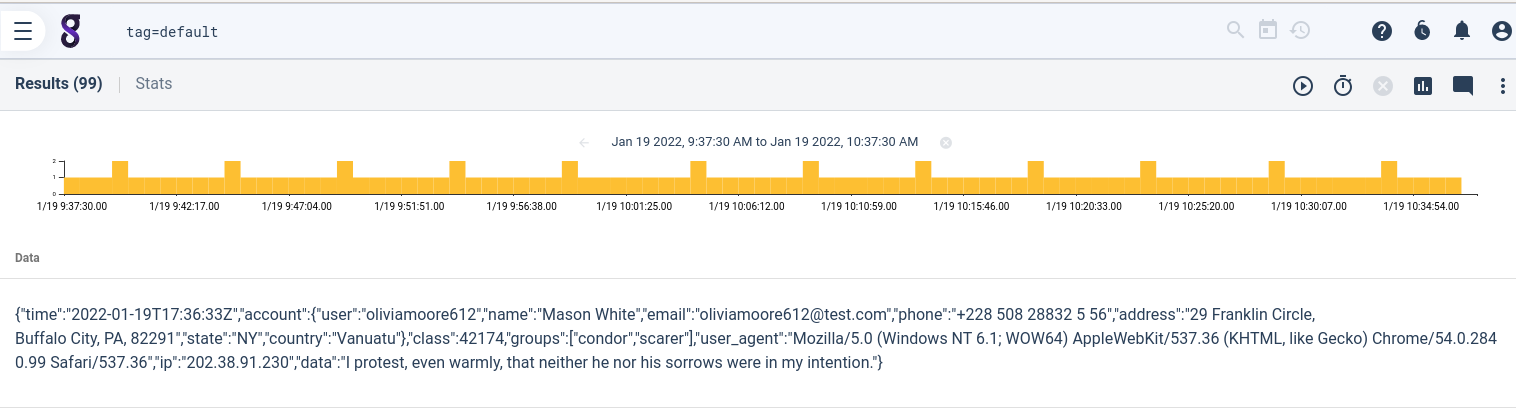 tag=default
Results (99)
Stats
Jan 19 2022, 9:37:30 AM to Jan 19 2022, 10:37:30 AM
2
1
0
1/19 9:37:30.00 1/19 9:42:17.00 1/19 9:47:04.00 1/19 9:51:51.00 1/19 9:56:38.00 1/19 10:01:25.00 1/19 10:06:12.00 1/19 10:10:59.00 1/19 10:15:46.00 1/19 10:20:33.00 1/19 10:25:20.00 1/19 10:30:07.00 1/19 10:34:54.00
Data
{"time":"2022-01-19T17:36:33Z","account":{"user":"oliviamoore612","name":"Mason White","email":"oliviamoore612@test.com","phone":"+228 508 28832 5 56","address":"29 Franklin Circle,
Buffalo City, PA, 82291","state":"NY","country":"Vanuatu"},"class":42174,"groups":["condor","scarer"],"user_agent":"Mozilla/5.0 (Windows NT 6.1; WOW64) AppleWebKit/537.36 (KHTML, like Gecko) Chrome/54.0.284
0.99 Safari/537.36","ip":"202.38.91.230","data":"I protest, even warmly, that neither he nor his sorrows were in my intention."}